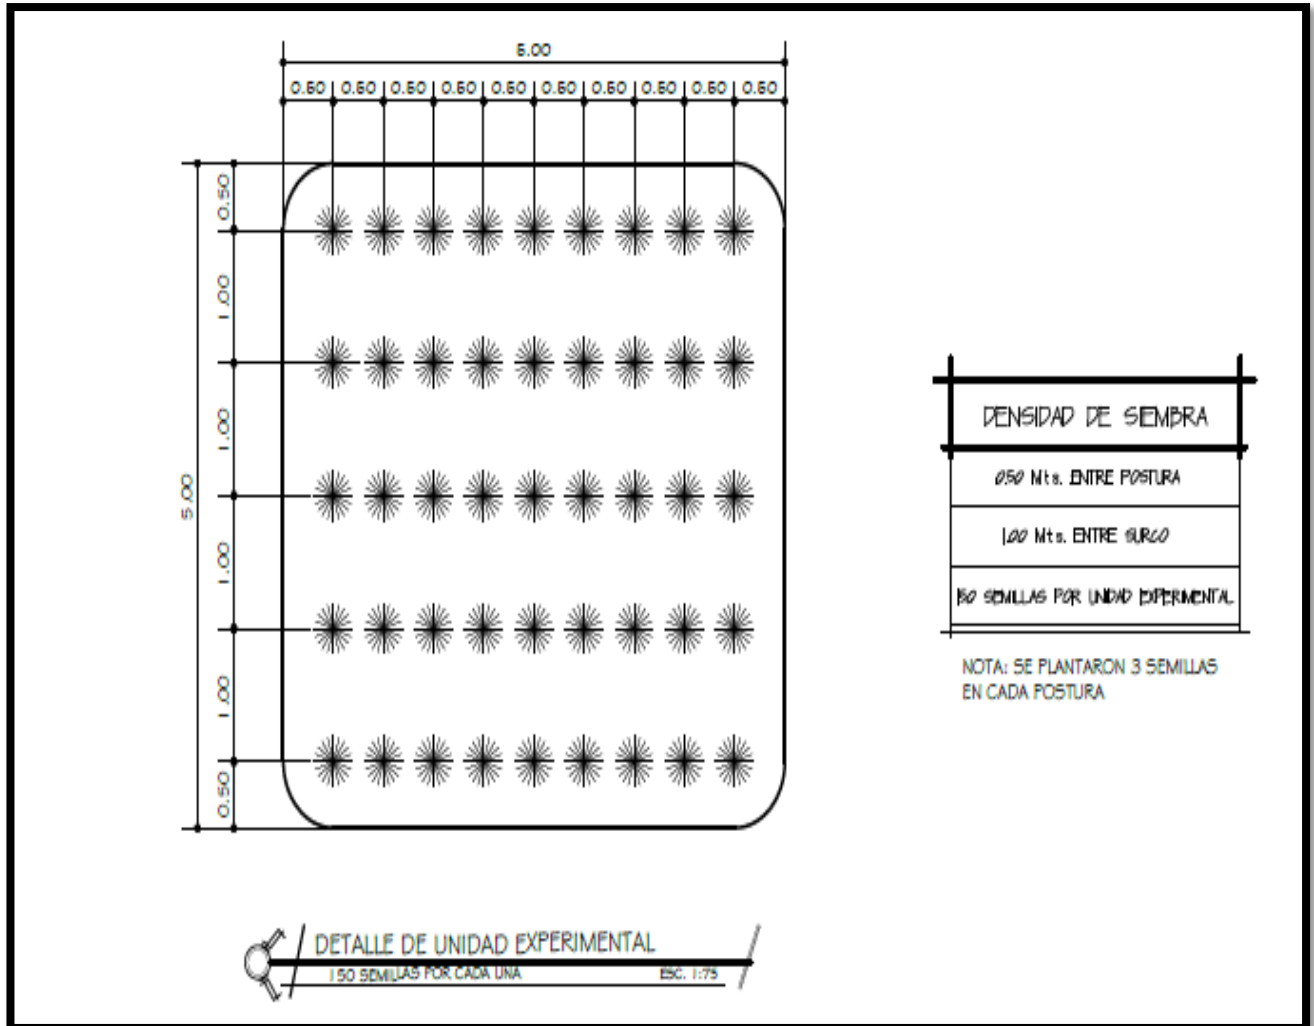 5.00
0.50 0.50 0.50 0.50 0.50 0.50 0.50 0.50 0.50 0.50
0.50
1.00
1.00
5.00
1.00
1.00
0.50
DENSIDAD DE SIEMBRA
0.50 Mts. ENTRE POSTURA
1.00 Mts. ENTRE SURCO
150 SEMILLAS POR UNIDAD EXPERIMENTAL
NOTA: SE PLANTARON 3 SEMILLAS
EN CADA POSTURA
DETALLE DE UNIDAD EXPERIMENTAL
150 SEMILLAS POR CADA UNA ESC. 1:75